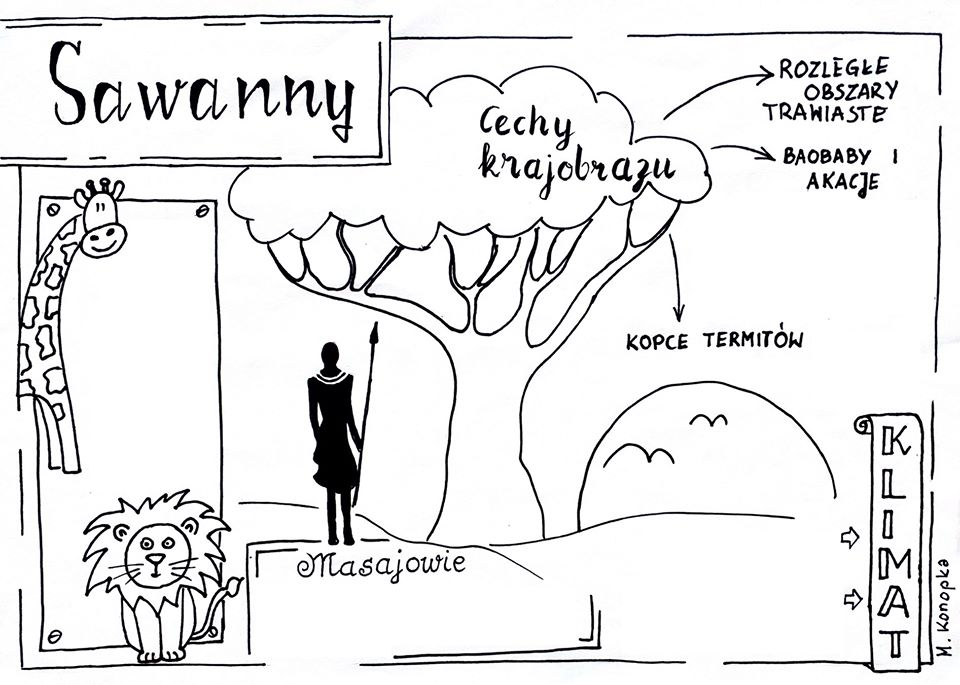 Sawanny
Cechy
krajobrazu
ROZLEGŁE
OBSZARY
TRAWIASTE
BAOBABY I
AKACJE
KOPCE TERMITÓW
Masajowie
KLIMAT
M. Konopka